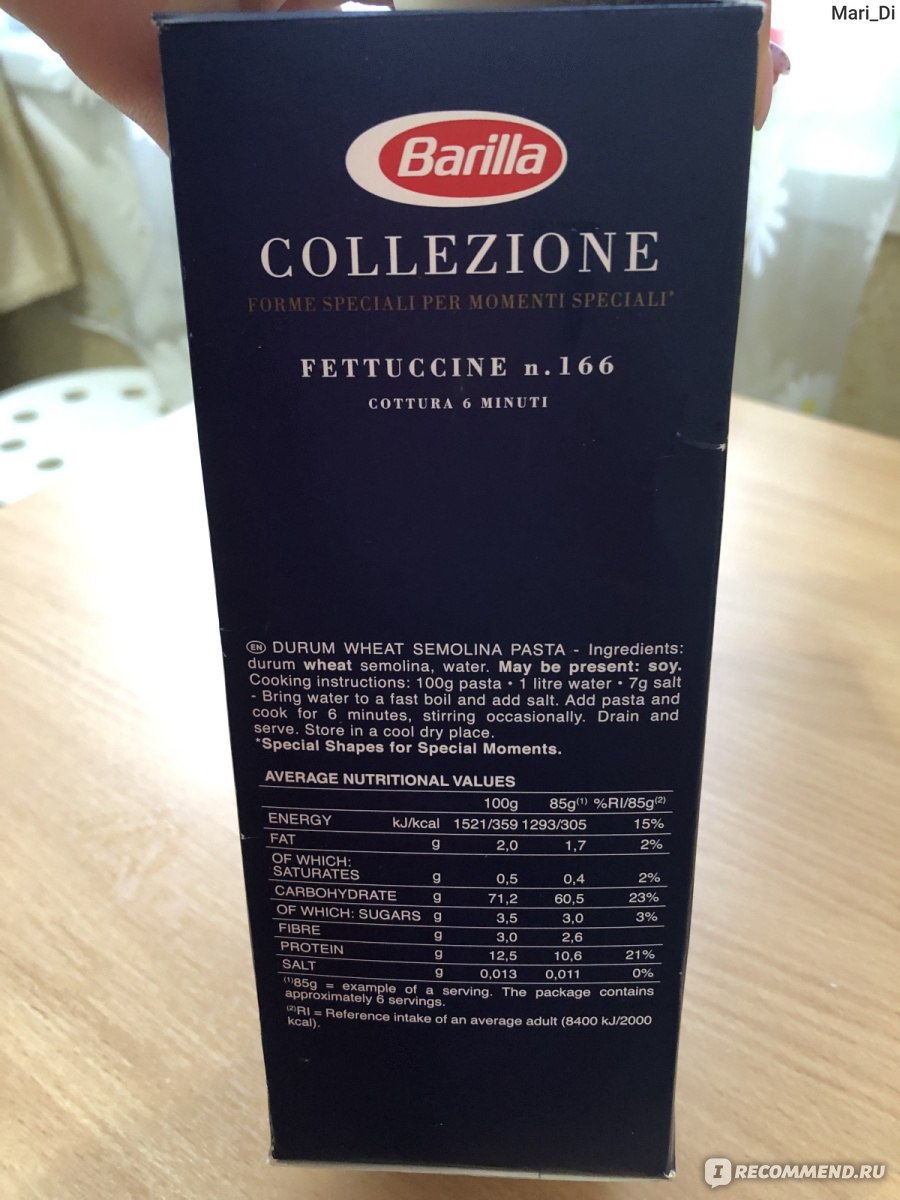 Mari_Di
Barilla
COLLEZIONE
FORME SPECIALI PER MOMENTI SPECIALI*
FETTUCCINE n.166
COTTURA 6 MINUTI
EN DURUM WHEAT SEMOLINA PASTA - Ingredients:
durum wheat semolina, water. May be present: soy.
Cooking instructions: 100g pasta • 1 litre water • 7g salt
- Bring water to a fast boil and add salt. Add pasta and
cook for 6 minutes, stirring occasionally. Drain and
serve. Store in a cool dry place.
*Special Shapes for Special Moments.
AVERAGE NUTRITIONAL VALUES
100g 85g(1) %RI/85g(2)
ENERGY kJ/kcal 1521/359 1293/305 15%
FAT g 2,0 1,7 2%
OF WHICH:
SATURATES g 0,5 0,4 2%
CARBOHYDRATE g 71,2 60,5 23%
OF WHICH: SUGARS g 3,5 3,0 3%
FIBRE g 3,0 2,6
PROTEIN g 12,5 10,6 21%
SALT g 0,013 0,011 0%
(1)85g = example of a serving. The package contains
approximately 6 servings.
(2)RI = Reference intake of an average adult (8400 kJ/2000
kcal).
I RECOMMEND.RU